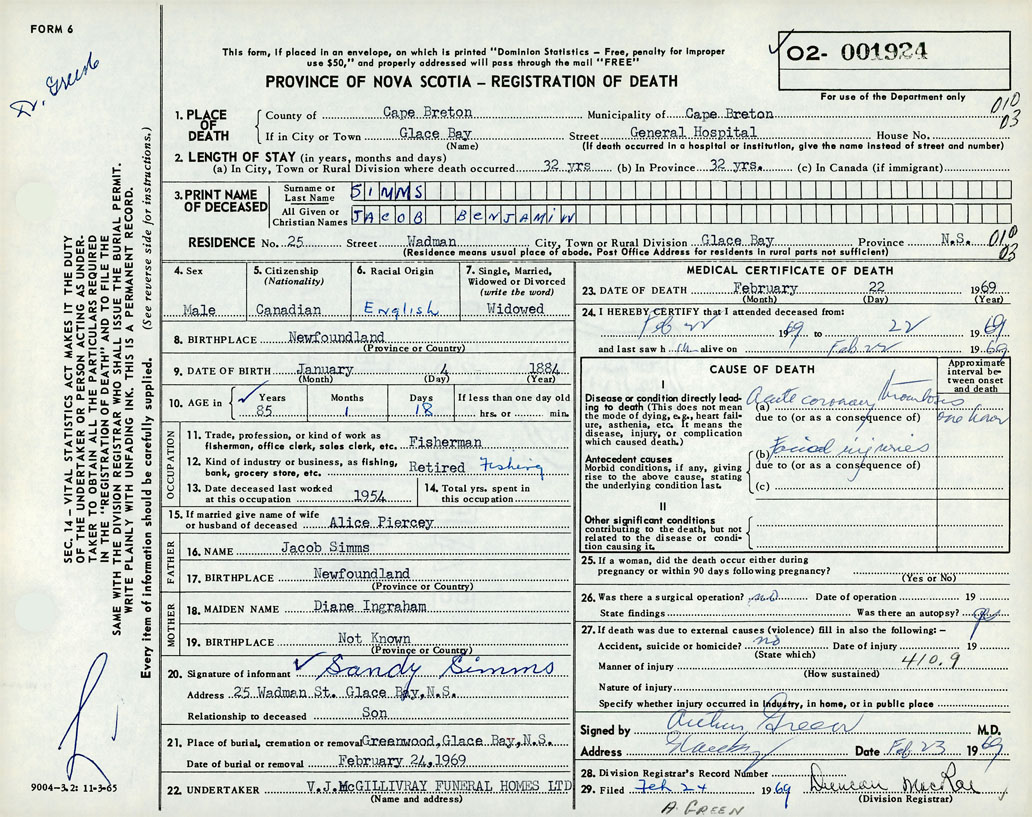 FORM 6
Dr. Greene
This form, if placed in an envelope, on which is printed "Dominion Statistics – Free, penalty for improper
use $50," and properly addressed will pass through the mail "FREE"
PROVINCE OF NOVA SCOTIA – REGISTRATION OF DEATH
✓ 02- 001924
For use of the Department only
010
03
1. PLACE OF DEATH
County of Cape Breton Municipality of Cape Breton
If in City or Town Glace Bay Street General Hospital House No.
(Name) (If death occurred in a hospital or institution, give the name instead of street and number)
2. LENGTH OF STAY (in years, months and days)
(a) In City, Town or Rural Division where death occurred 32 yrs (b) In Province 32 yrs. (c) In Canada (if immigrant)
3. PRINT NAME OF DECEASED
Surname or Last Name SIMMS
All Given or Christian Names JACOB BENJAMIN
RESIDENCE No. 25 Street Wadman City, Town or Rural Division Glace Bay Province N.S. 010
03
(Residence means usual place of abode. Post Office Address for residents in rural parts not sufficient)
4. Sex
Male
5. Citizenship
(Nationality)
Canadian
6. Racial Origin
English
7. Single, Married,
Widowed or Divorced
(write the word)
Widowed
8. BIRTHPLACE Newfoundland
(Province or Country)
9. DATE OF BIRTH January 4 1884
(Month) (Day) (Year)
10. AGE in ✓ Years 85 Months 1 Days 18 If less than one day old
hrs. or min.
OCCUPATION
11. Trade, profession, or kind of work as
fisherman, office clerk, sales clerk, etc. Fisherman
12. Kind of industry or business, as fishing,
bank, grocery store, etc. Retired Fishing
13. Date deceased last worked
at this occupation 1954
14. Total yrs. spent in
this occupation
15. If married give name of wife
or husband of deceased Alice Piercey
FATHER
16. NAME Jacob Simms
17. BIRTHPLACE Newfoundland
(Province or Country)
MOTHER
18. MAIDEN NAME Diane Ingraham
19. BIRTHPLACE Not Known
(Province or Country)
20. Signature of informant ✓ Sandy Simms
Address 25 Wadman St. Glace Bay, N.S.
Relationship to deceased Son
21. Place of burial, cremation or removal Greenwood, Glace Bay, N.S.
Date of burial or removal February 24, 1969
22. UNDERTAKER V.J. McGILLIVRAY FUNERAL HOMES LTD
(Name and address)
MEDICAL CERTIFICATE OF DEATH
23. DATE OF DEATH February 22 1969
(Month) (Day) (Year)
24. I HEREBY CERTIFY that I attended deceased from:
Feb 22 1969 to 22 1969
and last saw h im alive on Feb 22 1969
CAUSE OF DEATH
Approximate
interval be-
tween onset
and death
I
Disease or condition directly lead-
ing to death (This does not mean
the mode of dying, e.g., heart fail-
ure, asthenia, etc. It means the
disease, injury, or complication
which caused death.)
(a) Acute coronary thrombosis
due to (or as a consequence of) one hour
Antecedent causes
Morbid conditions, if any, giving
rise to the above cause, stating
the underlying condition last.
(b) Facial injuries
due to (or as a consequence of)
(c)
II
Other significant conditions
contributing to the death, but not
related to the disease or condi-
tion causing it.
25. If a woman, did the death occur either during
pregnancy or within 90 days following pregnancy?
(Yes or No)
26. Was there a surgical operation? no Date of operation 19
State findings Was there an autopsy?
27. If death was due to external causes (violence) fill in also the following: –
Accident, suicide or homicide? no Date of injury 19
(State which) 410.9
Manner of injury
(How sustained)
Nature of injury
Specify whether injury occurred in industry, in home, or in public place
Signed by Arthur Green M.D.
Address Date Feb 23 1969
28. Division Registrar's Record Number
29. Filed Feb 24 1969 Duncan MacRae
(Division Registrar)
A. GREEN
SEC. 14 – VITAL STATISTICS ACT MAKES IT THE DUTY
OF THE UNDERTAKER OR PERSON ACTING AS UNDER-
TAKER TO OBTAIN ALL THE PARTICULARS REQUIRED
IN THE "REGISTRATION OF DEATH" AND TO FILE THE
SAME WITH THE DIVISION REGISTRAR WHO SHALL ISSUE THE BURIAL PERMIT.
WRITE PLAINLY WITH UNFADING INK. THIS IS A PERMANENT RECORD.
Every item of information should be carefully supplied. (See reverse side for instructions.)
9004-3.2: 11-3-65